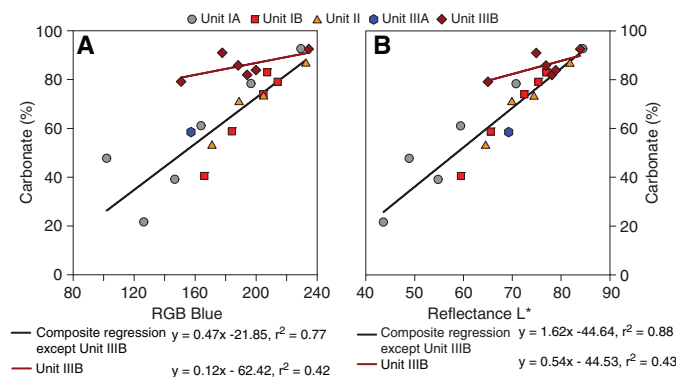 Unit IA Unit IB Unit II Unit IIIA Unit IIIB
A
B
100
80
60
40
20
0
Carbonate (%)
80 120 160 200 240
RGB Blue
40 50 60 70 80 90
Reflectance L*
100
80
60
40
20
0
Carbonate (%)
Composite regression except Unit IIIB y = 0.47x -21.85, r² = 0.77
Unit IIIB y = 0.12x - 62.42, r² = 0.42
Composite regression except Unit IIIB y = 1.62x -44.64, r² = 0.88
Unit IIIB y = 0.54x - 44.53, r² = 0.43